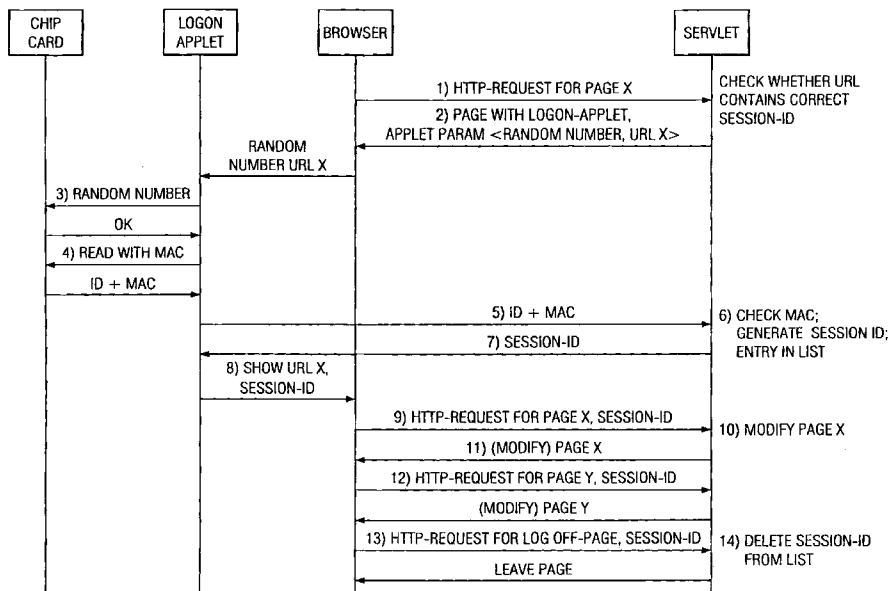 CHIP
CARD
LOGON
APPLET
BROWSER
SERVLET
1) HTTP-REQUEST FOR PAGE X
CHECK WHETHER URL
CONTAINS CORRECT
SESSION-ID
2) PAGE WITH LOGON-APPLET,
APPLET PARAM <RANDOM NUMBER, URL X>
RANDOM
NUMBER URL X
3) RANDOM NUMBER
OK
4) READ WITH MAC
ID + MAC
5) ID + MAC
6) CHECK MAC;
GENERATE SESSION ID;
ENTRY IN LIST
7) SESSION-ID
8) SHOW URL X,
SESSION-ID
9) HTTP-REQUEST FOR PAGE X, SESSION-ID
10) MODIFY PAGE X
11) (MODIFY) PAGE X
12) HTTP-REQUEST FOR PAGE Y, SESSION-ID
(MODIFY) PAGE Y
13) HTTP-REQUEST FOR LOG OFF-PAGE, SESSION-ID
14) DELETE SESSION-ID
FROM LIST
LEAVE PAGE